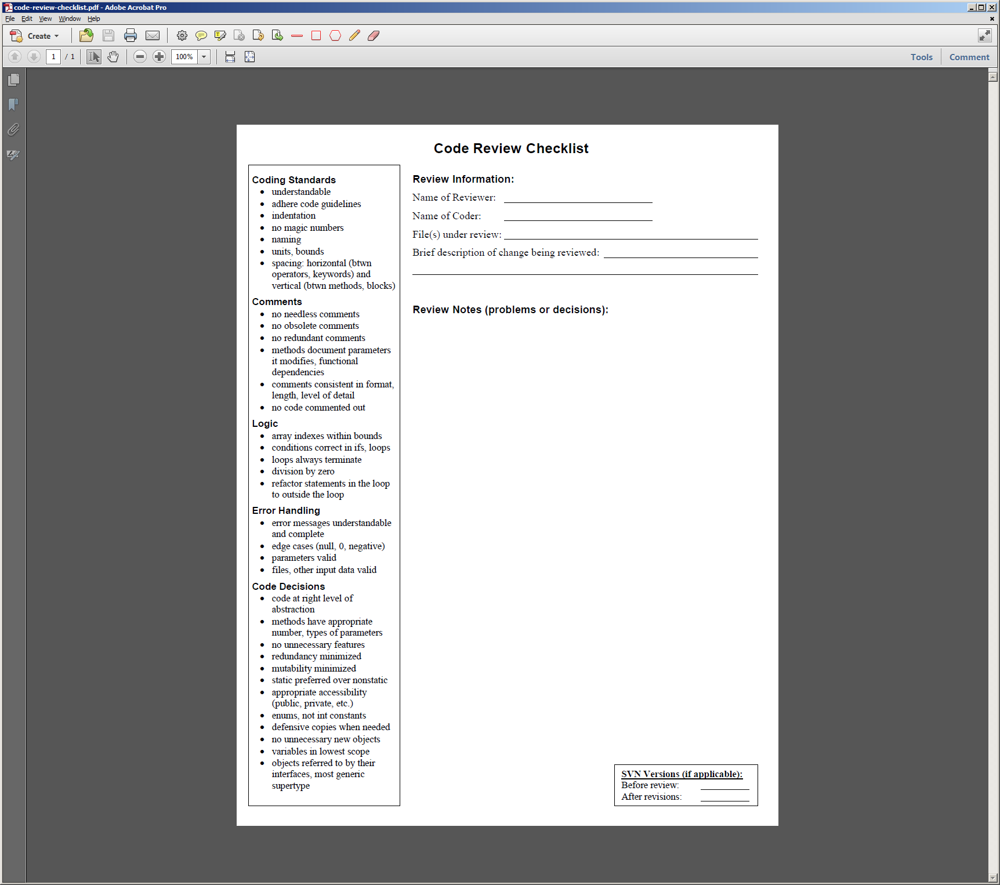 code-review-checklist.pdf - Adobe Acrobat Pro
File Edit View Window Help
Create
1 / 1 100% Tools Comment
Code Review Checklist
Coding Standards
• understandable
• adhere code guidelines
• indentation
• no magic numbers
• naming
• units, bounds
• spacing: horizontal (btwn
operators, keywords) and
vertical (btwn methods, blocks)
Comments
• no needless comments
• no obsolete comments
• no redundant comments
• methods document parameters
it modifies, functional
dependencies
• comments consistent in format,
length, level of detail
• no code commented out
Logic
• array indexes within bounds
• conditions correct in ifs, loops
• loops always terminate
• division by zero
• refactor statements in the loop
to outside the loop
Error Handling
• error messages understandable
and complete
• edge cases (null, 0, negative)
• parameters valid
• files, other input data valid
Code Decisions
• code at right level of
abstraction
• methods have appropriate
number, types of parameters
• no unnecessary features
• redundancy minimized
• mutability minimized
• static preferred over nonstatic
• appropriate accessibility
(public, private, etc.)
• enums, not int constants
• defensive copies when needed
• no unnecessary new objects
• variables in lowest scope
• objects referred to by their
interfaces, most generic
supertype
Review Information:
Name of Reviewer:
Name of Coder:
File(s) under review:
Brief description of change being reviewed:
Review Notes (problems or decisions):
SVN Versions (if applicable):
Before review:
After revisions: